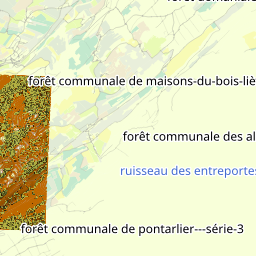 forêt communale de maisons-du-bois-liè
forêt communale des al
ruisseau des entreportes
forêt communale de pontarlier---série-3